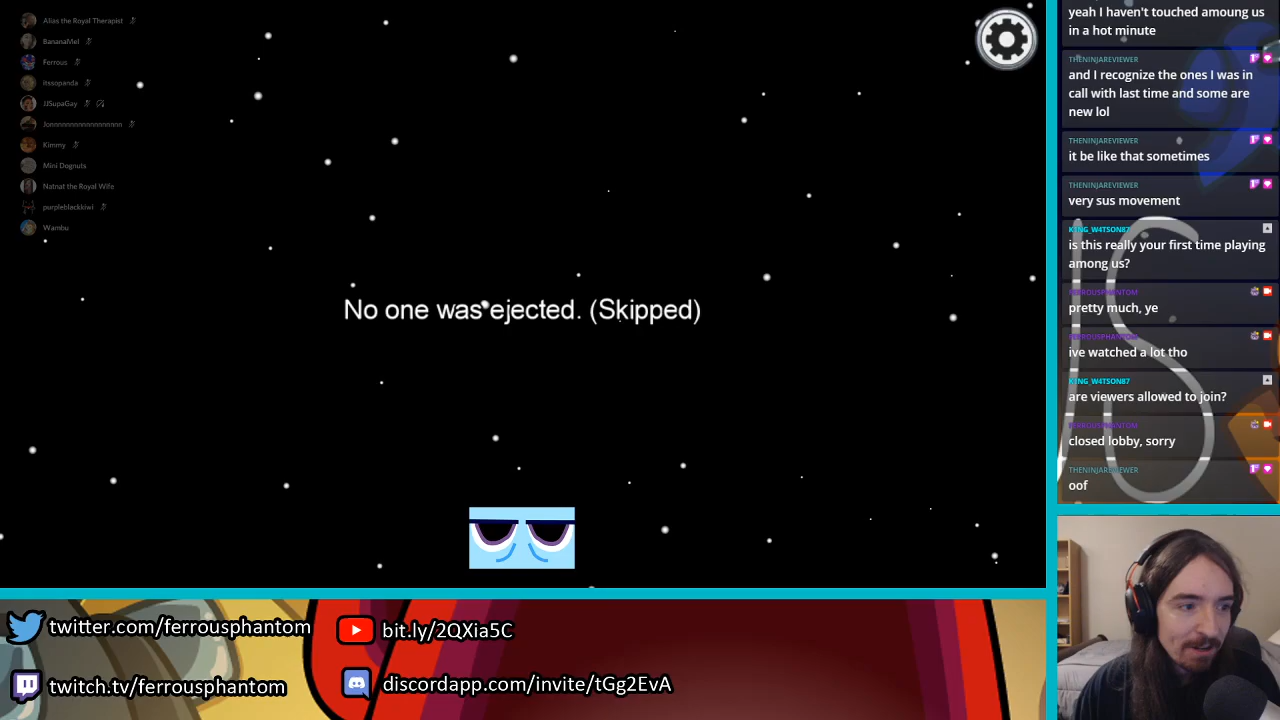 Alias the Royal Therapist
BananaMel
Ferrous
itssopanda
JJSupaGay
Jonnnnnnnnnnnnnnnnn
Kimmy
Mini Dognuts
Natnat the Royal Wife
purpleblackkiwi
Wambu
No one was ejected. (Skipped)
yeah I haven't touched amoung us
in a hot minute
THENINJAREVIEWER
and I recognize the ones I was in
call with last time and some are
new lol
THENINJAREVIEWER
it be like that sometimes
THENINJAREVIEWER
very sus movement
K1NG_W4TSON87
is this really your first time playing
among us?
FERROUSPHANTOM
pretty much, ye
FERROUSPHANTOM
ive watched a lot tho
K1NG_W4TSON87
are viewers allowed to join?
FERROUSPHANTOM
closed lobby, sorry
THENINJAREVIEWER
oof
twitter.com/ferrousphantom
bit.ly/2QXia5C
twitch.tv/ferrousphantom
discordapp.com/invite/tGg2EvA